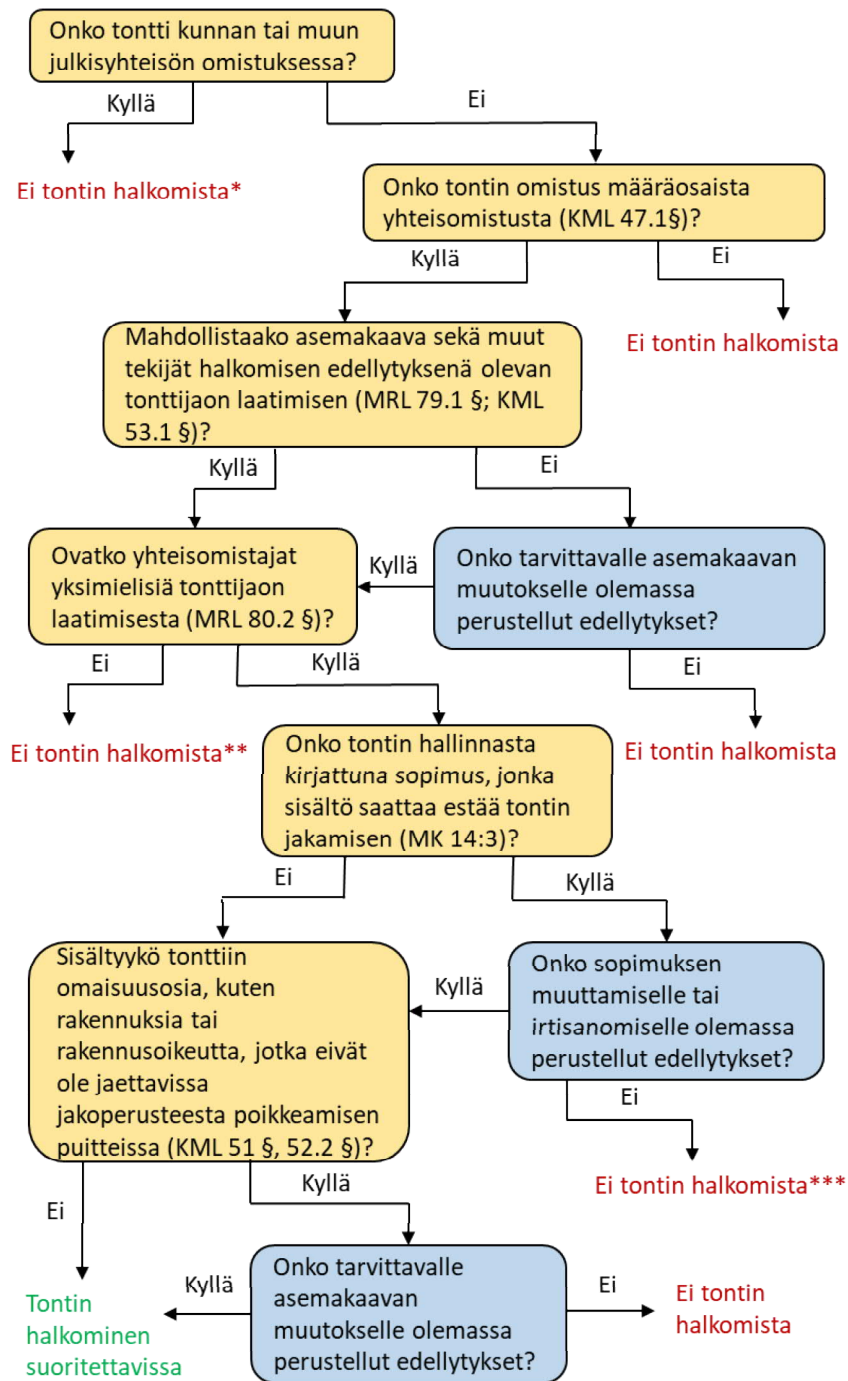 Onko tontti kunnan tai muun
julkisyhteisön omistuksessa?
Kyllä
Ei
Ei tontin halkomista*
Onko tontin omistus määräosaista
yhteisomistusta (KML 47.1§)?
Kyllä
Ei
Mahdollistaako asemakaava sekä muut
tekijät halkomisen edellytyksenä olevan
tonttijaon laatimisen (MRL 79.1 §; KML
53.1 §)?
Ei tontin halkomista
Kyllä
Ei
Ovatko yhteisomistajat
yksimielisiä tonttijaon
laatimisesta (MRL 80.2 §)?
Kyllä
Onko tarvittavalle asemakaavan
muutokselle olemassa
perustellut edellytykset?
Ei
Kyllä
Ei
Ei tontin halkomista**
Onko tontin hallinnasta
kirjattuna sopimus, jonka
sisältö saattaa estää tontin
jakamisen (MK 14:3)?
Ei tontin halkomista
Ei
Kyllä
Sisältyykö tonttiin
omaisuusosia, kuten
rakennuksia tai
rakennusoikeutta, jotka eivät
ole jaettavissa
jakoperusteesta poikkeamisen
puitteissa (KML 51 §, 52.2 §)?
Kyllä
Onko sopimuksen
muuttamiselle tai
irtisanomiselle olemassa
perustellut edellytykset?
Ei
Ei tontin halkomista***
Ei
Kyllä
Tontin
halkominen
suoritettavissa
Kyllä
Onko tarvittavalle
asemakaavan
muutokselle olemassa
perustellut edellytykset?
Ei
Ei tontin
halkomista